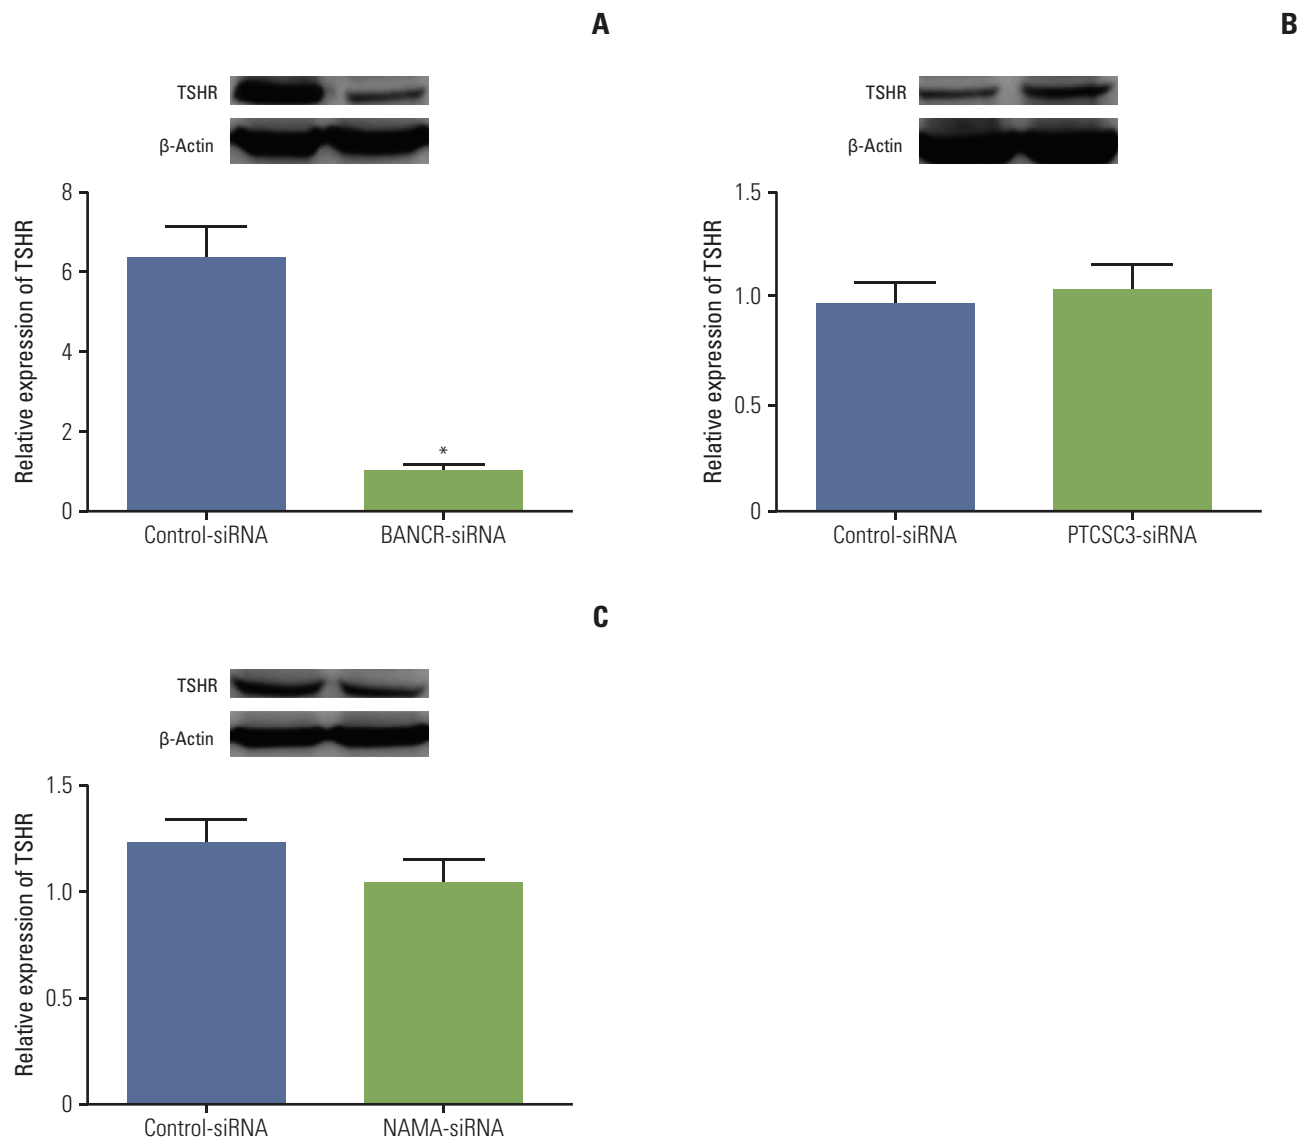 A
TSHR
β-Actin
8
6
4
2
0
Relative expression of TSHR
*
Control-siRNA BANCR-siRNA
B
TSHR
β-Actin
1.5
1.0
0.5
0
Relative expression of TSHR
Control-siRNA PTCSC3-siRNA
C
TSHR
β-Actin
1.5
1.0
0.5
0
Relative expression of TSHR
Control-siRNA NAMA-siRNA